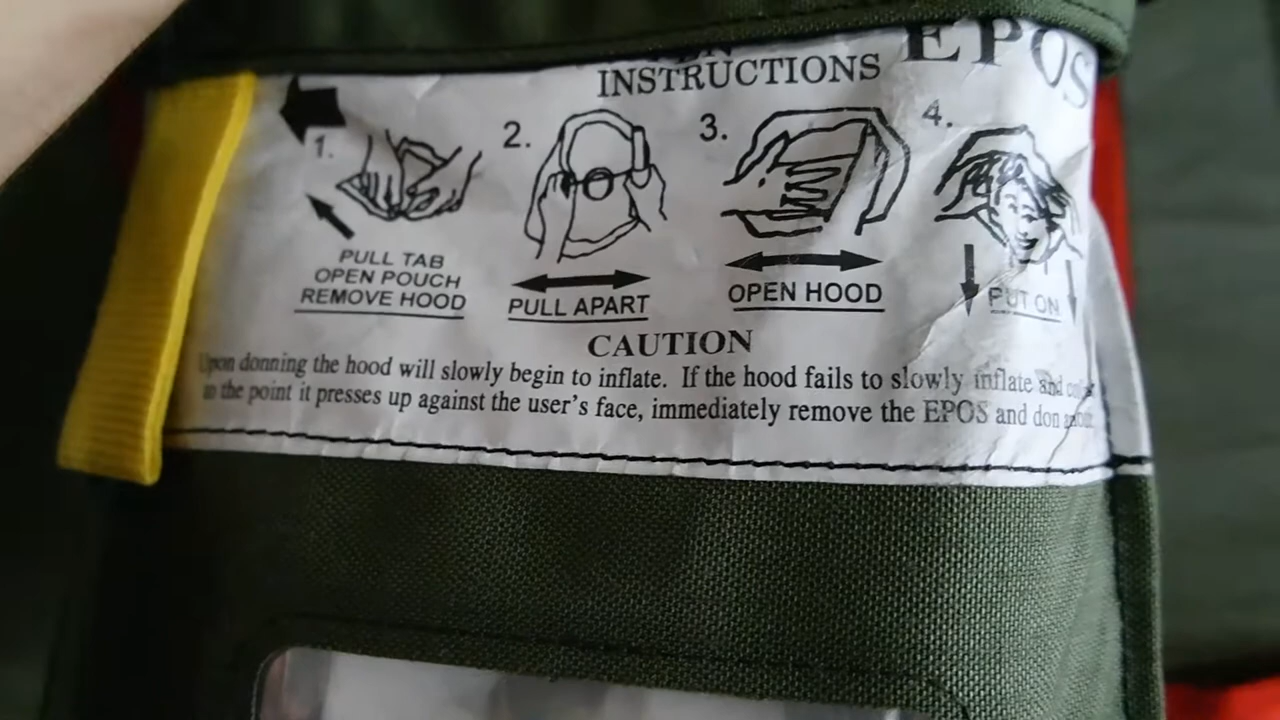 EPOS
INSTRUCTIONS
1.
PULL TAB
OPEN POUCH
REMOVE HOOD
2.
PULL APART
3.
OPEN HOOD
4.
PUT ON
CAUTION
Upon donning the hood will slowly begin to inflate. If the hood fails to slowly inflate and
to the point it presses up against the user's face, immediately remove the EPOS and don